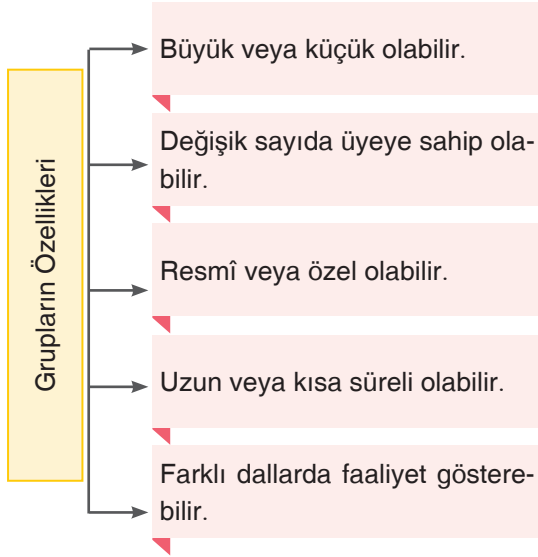 Grupların Özellikleri
Büyük veya küçük olabilir.
Değişik sayıda üyeye sahip ola-
bilir.
Resmî veya özel olabilir.
Uzun veya kısa süreli olabilir.
Farklı dallarda faaliyet göstere-
bilir.